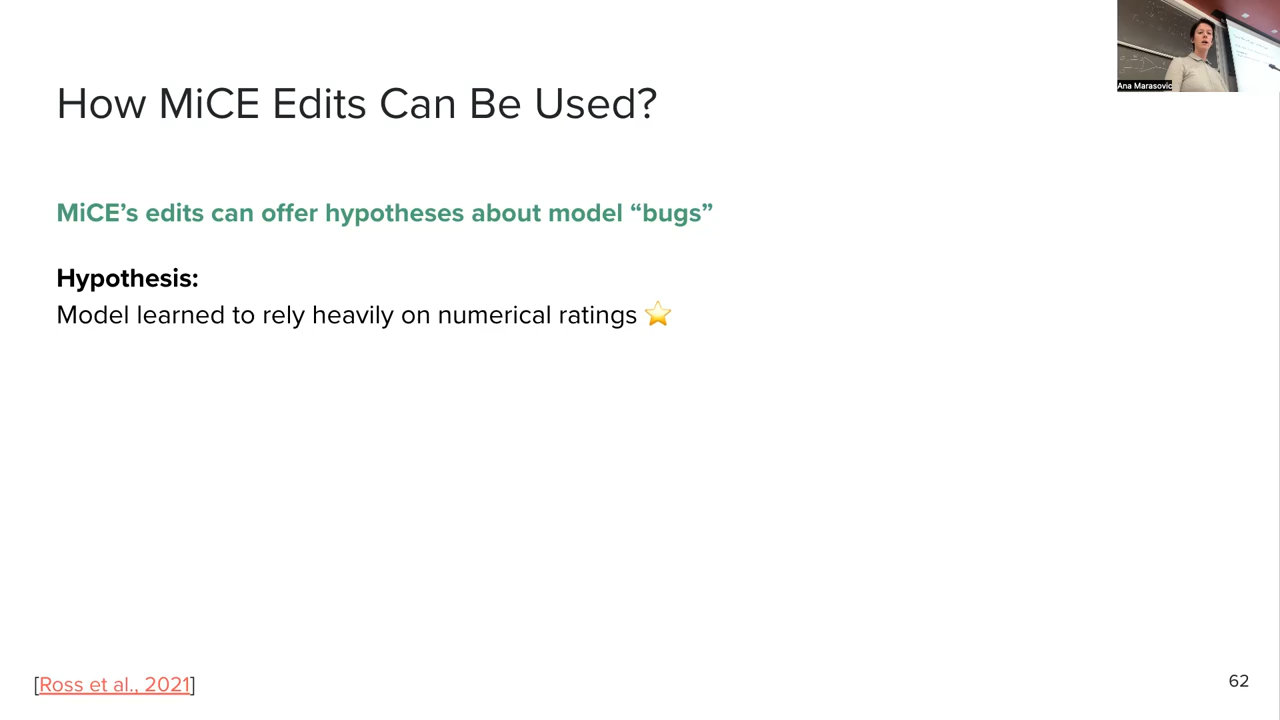 Ana Marasovic
How MiCE Edits Can Be Used?
MiCE’s edits can offer hypotheses about model “bugs”
Hypothesis:
Model learned to rely heavily on numerical ratings ⭐
[Ross et al., 2021]
62